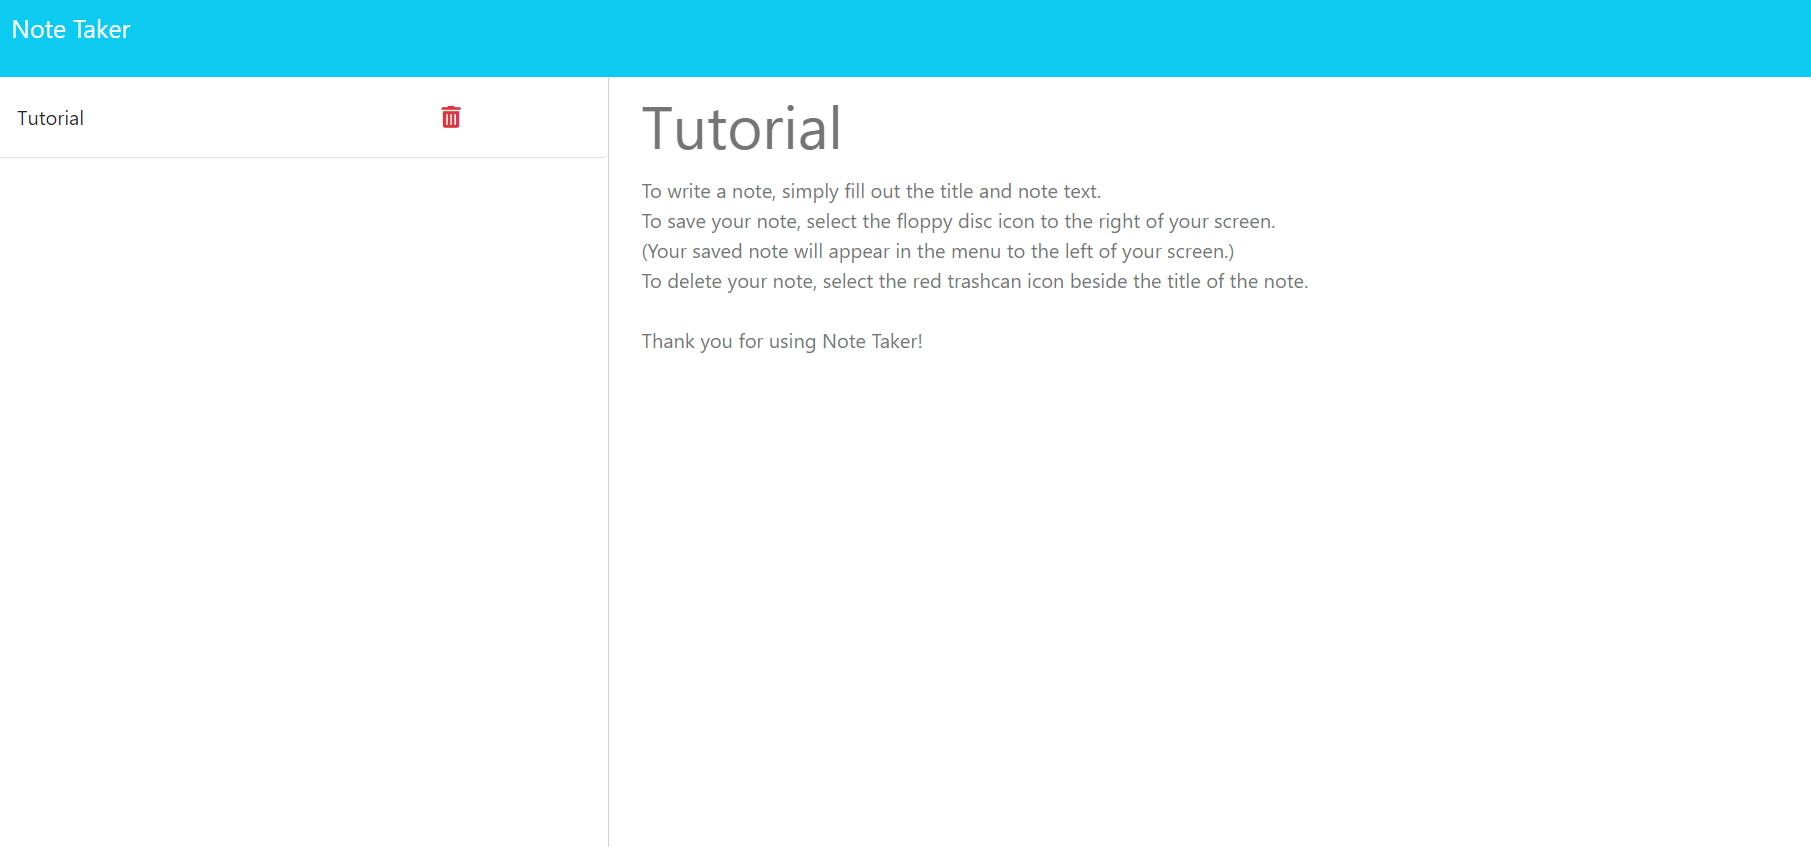 Note Taker
Tutorial
Tutorial
To write a note, simply fill out the title and note text.
To save your note, select the floppy disc icon to the right of your screen.
(Your saved note will appear in the menu to the left of your screen.)
To delete your note, select the red trashcan icon beside the title of the note.
Thank you for using Note Taker!